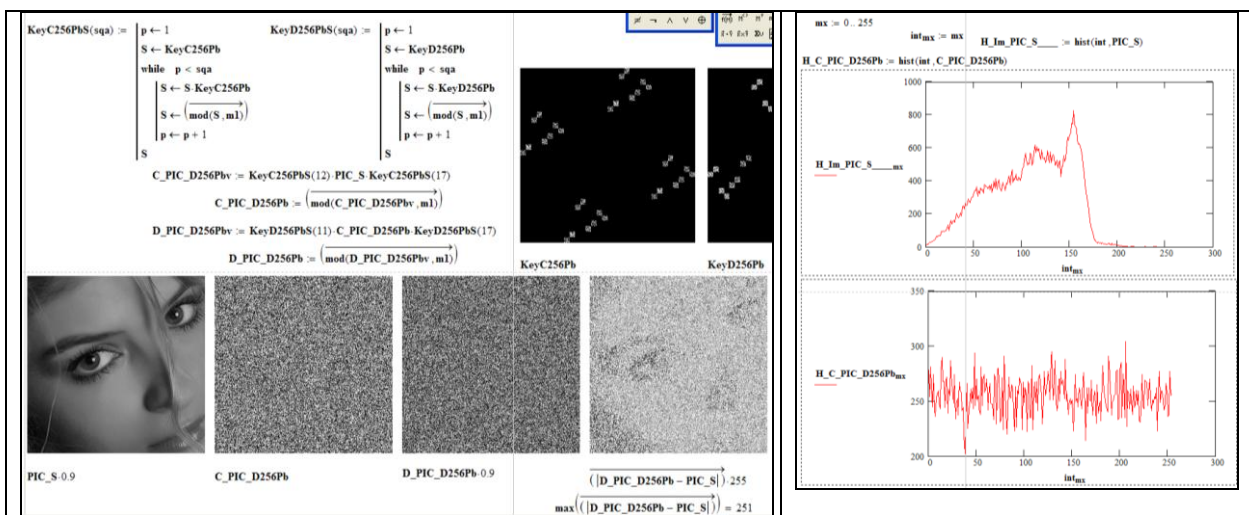 KeyC256PbS(sqa) :=
p ← 1
S ← KeyC256Pb
while p < sqa
S ← S·KeyC256Pb
S ← (mod(S , m1))
p ← p + 1
S
KeyD256PbS(sqa) :=
p ← 1
S ← KeyD256Pb
while p < sqa
S ← S·KeyD256Pb
S ← (mod(S , m1))
p ← p + 1
S
C_PIC_D256Pbv := KeyC256PbS(12)·PIC_S·KeyC256PbS(17)
C_PIC_D256Pb := (mod(C_PIC_D256Pbv , m1))
D_PIC_D256Pbv := KeyD256PbS(11)·C_PIC_D256Pb·KeyD256PbS(17)
D_PIC_D256Pb := (mod(D_PIC_D256Pbv , m1))
KeyC256Pb
KeyD256Pb
PIC_S·0.9
C_PIC_D256Pb
D_PIC_D256Pb·0.9
(|D_PIC_D256Pb − PIC_S|)·255
max((|D_PIC_D256Pb − PIC_S|)) = 251
mx := 0.. 255
int_mx := mx
H_Im_PIC_S____ := hist(int , PIC_S)
H_C_PIC_D256Pb := hist(int , C_PIC_D256Pb)
1000
800
600
400
200
0
H_Im_PIC_S____mx
0 50 100 150 200 250 300
int_mx
350
300
250
200
H_C_PIC_D256Pb_mx
0 50 100 150 200 250 300
int_mx